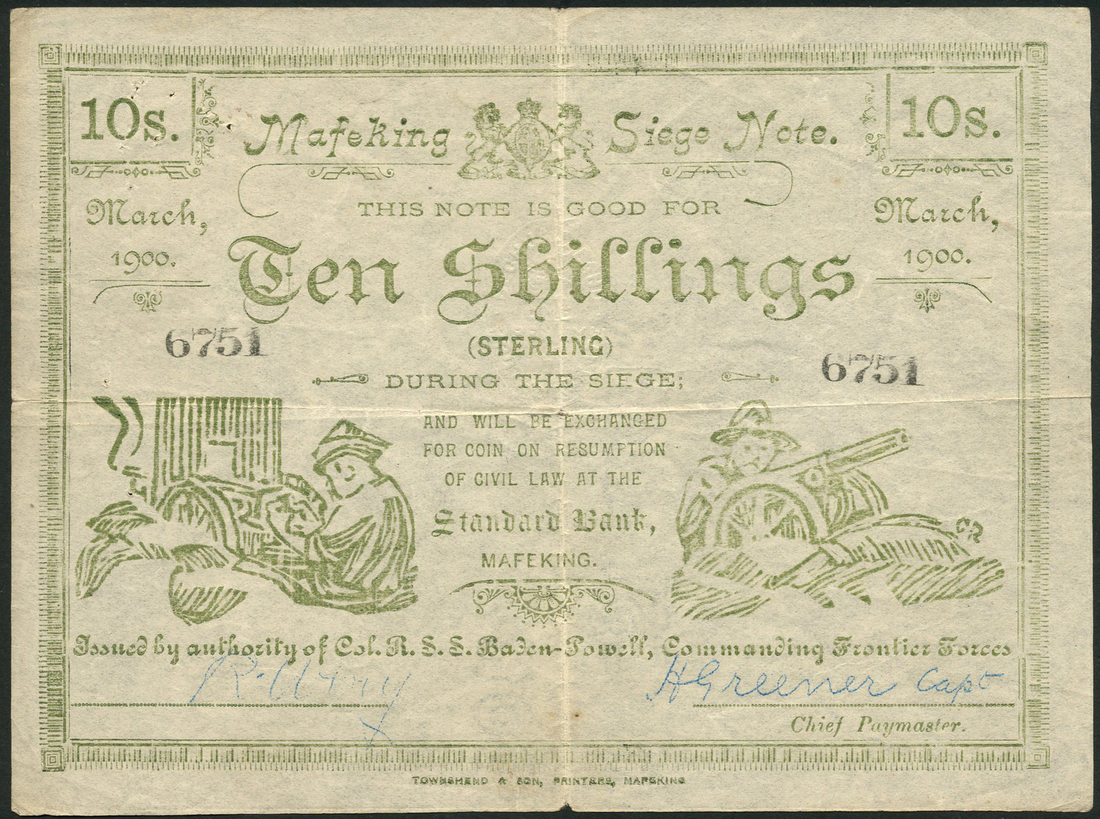 10s. Mafeking Siege Note. 10s.
March, 1900.
THIS NOTE IS GOOD FOR
March, 1900.
Ten Shillings
6751
(STERLING)
6751
DURING THE SIEGE;
AND WILL BE EXCHANGED
FOR COIN ON RESUMPTION
OF CIVIL LAW AT THE
Standard Bank,
MAFEKING.
Issued by authority of Col. R. S. S. Baden-Powell, Commanding Frontier Forces
HGreener Capt
Chief Paymaster.
TOWNSHEND & SON, PRINTERS, MAFEKING